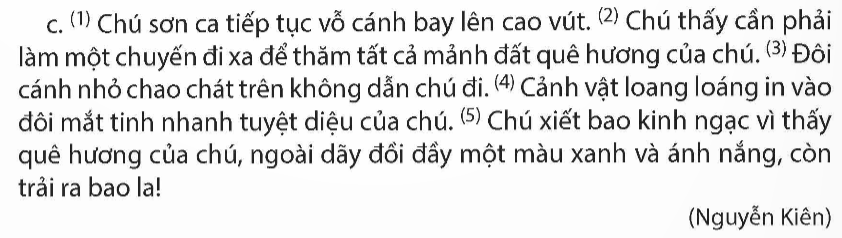 c. ⁽¹⁾ Chú sơn ca tiếp tục vỗ cánh bay lên cao vút. ⁽²⁾ Chú thấy cần phải
làm một chuyến đi xa để thăm tất cả mảnh đất quê hương của chú. ⁽³⁾ Đôi
cánh nhỏ chao chát trên không dẫn chú đi. ⁽⁴⁾ Cảnh vật loang loáng in vào
đôi mắt tinh nhanh tuyệt diệu của chú. ⁽⁵⁾ Chú xiết bao kinh ngạc vì thấy
quê hương của chú, ngoài dãy đồi đầy một màu xanh và ánh nắng, còn
trải ra bao la!
(Nguyễn Kiên)